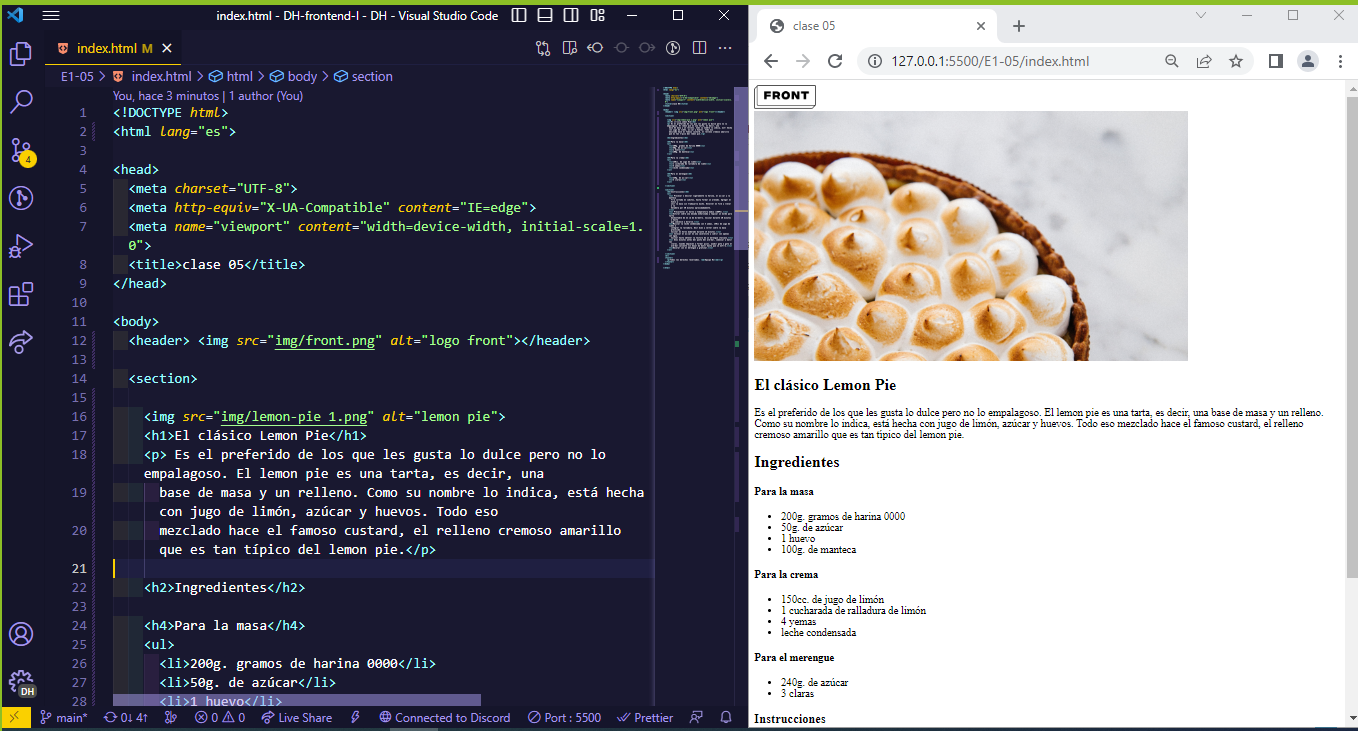 index.html - DH-frontend-I - DH - Visual Studio Code
index.html M
E1-05 > index.html > html > body > section
You, hace 3 minutos | 1 author (You)
1 <!DOCTYPE html>
2 <html lang="es">
3
4 <head>
5 <meta charset="UTF-8">
6 <meta http-equiv="X-UA-Compatible" content="IE=edge">
7 <meta name="viewport" content="width=device-width, initial-scale=1.
0">
8 <title>clase 05</title>
9 </head>
10
11 <body>
12 <header> <img src="img/front.png" alt="logo front"></header>
13
14 <section>
15
16 <img src="img/lemon-pie 1.png" alt="lemon pie">
17 <h1>El clásico Lemon Pie</h1>
18 <p> Es el preferido de los que les gusta lo dulce pero no lo
empalagoso. El lemon pie es una tarta, es decir, una
19 base de masa y un relleno. Como su nombre lo indica, está hecha
con jugo de limón, azúcar y huevos. Todo eso
20 mezclado hace el famoso custard, el relleno cremoso amarillo
que es tan típico del lemon pie.</p>
21
22 <h2>Ingredientes</h2>
23
24 <h4>Para la masa</h4>
25 <ul>
26 <li>200g. gramos de harina 0000</li>
27 <li>50g. de azúcar</li>
28 <li>1 huevo</li>
4
DH
main* 0↓ 4↑ 0 0 Live Share Connected to Discord Port : 5500 Prettier
clase 05
127.0.0.1:5500/E1-05/index.html
FRONT
El clásico Lemon Pie
Es el preferido de los que les gusta lo dulce pero no lo empalagoso. El lemon pie es una tarta, es decir, una base de masa y un relleno.
Como su nombre lo indica, está hecha con jugo de limón, azúcar y huevos. Todo eso mezclado hace el famoso custard, el relleno
cremoso amarillo que es tan típico del lemon pie.
Ingredientes
Para la masa
• 200g. gramos de harina 0000
• 50g. de azúcar
• 1 huevo
• 100g. de manteca
Para la crema
• 150cc. de jugo de limón
• 1 cucharada de ralladura de limón
• 4 yemas
• leche condensada
Para el merengue
• 240g. de azúcar
• 3 claras
Instrucciones